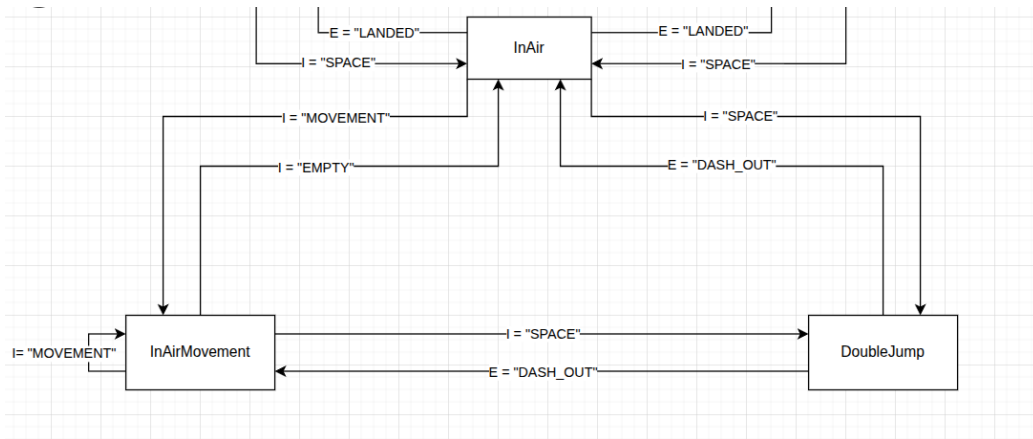 E = "LANDED"
InAir
E = "LANDED"
I = "SPACE"
I = "SPACE"
I = "MOVEMENT"
I = "SPACE"
I = "EMPTY"
E = "DASH_OUT"
I = "SPACE"
I= "MOVEMENT"
InAirMovement
DoubleJump
E = "DASH_OUT"